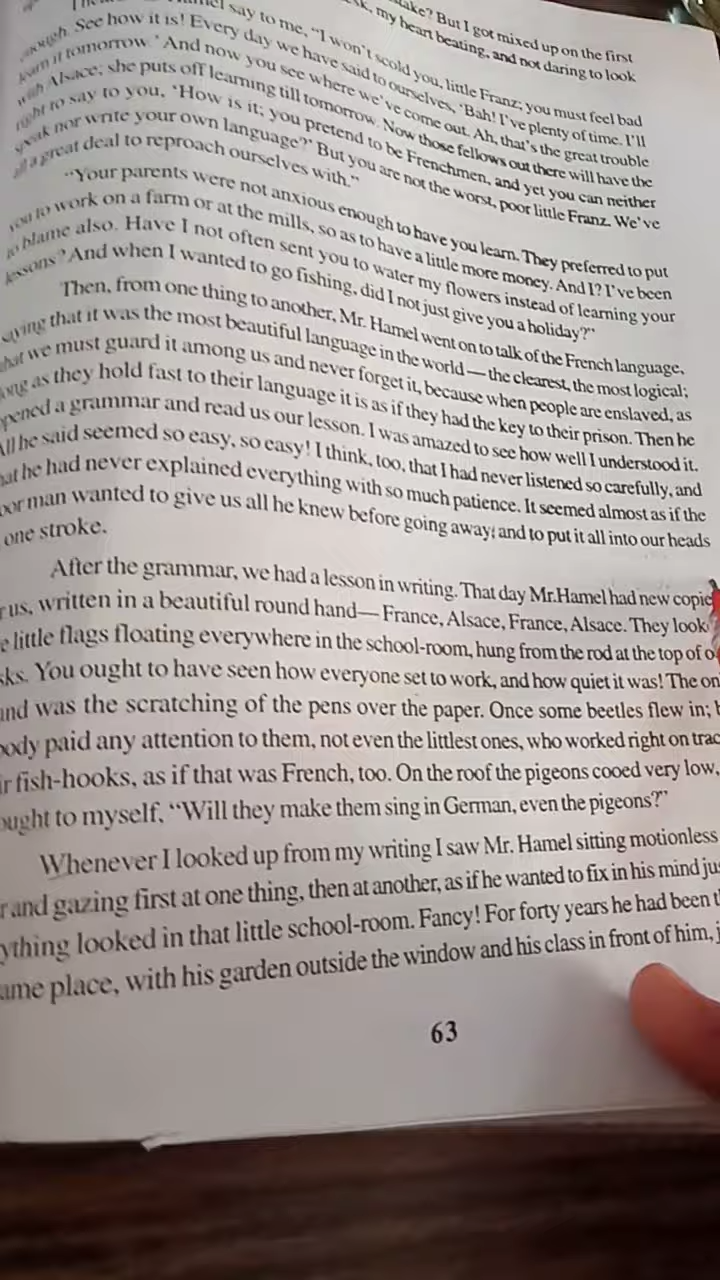 take? But I got mixed up on the first
my heart beating, and not daring to look
say to me, “I won’t scold you, little Franz; you must feel bad
enough. See how it is! Every day we have said to ourselves, ‘Bah! I’ve plenty of time. I’ll
learn it tomorrow.’ And now you see where we’ve come out. Ah, that’s the great trouble
with Alsace; she puts off learning till tomorrow. Now those fellows out there will have the
right to say to you, ‘How is it; you pretend to be Frenchmen, and yet you can neither
speak nor write your own language?’ But you are not the worst, poor little Franz. We’ve
all a great deal to reproach ourselves with.”
“Your parents were not anxious enough to have you learn. They preferred to put
you to work on a farm or at the mills, so as to have a little more money. And I? I’ve been
to blame also. Have I not often sent you to water my flowers instead of learning your
lessons? And when I wanted to go fishing, did I not just give you a holiday?”
Then, from one thing to another, Mr. Hamel went on to talk of the French language,
saying that it was the most beautiful language in the world — the clearest, the most logical;
that we must guard it among us and never forget it, because when people are enslaved, as
ong as they hold fast to their language it is as if they had the key to their prison. Then he
pened a grammar and read us our lesson. I was amazed to see how well I understood it.
All he said seemed so easy, so easy! I think, too, that I had never listened so carefully, and
hat he had never explained everything with so much patience. It seemed almost as if the
oor man wanted to give us all he knew before going away; and to put it all into our heads
one stroke.
After the grammar, we had a lesson in writing. That day Mr.Hamel had new copie
r us, written in a beautiful round hand— France, Alsace, France, Alsace. They look
e little flags floating everywhere in the school-room, hung from the rod at the top of o
sks. You ought to have seen how everyone set to work, and how quiet it was! The on
und was the scratching of the pens over the paper. Once some beetles flew in; b
body paid any attention to them, not even the littlest ones, who worked right on trac
ir fish-hooks, as if that was French, too. On the roof the pigeons cooed very low,
ought to myself, “Will they make them sing in German, even the pigeons?”
Whenever I looked up from my writing I saw Mr. Hamel sitting motionless
r and gazing first at one thing, then at another, as if he wanted to fix in his mind jus
ything looked in that little school-room. Fancy! For forty years he had been t
ame place, with his garden outside the window and his class in front of him, j
63